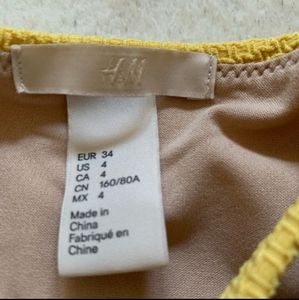 H&M
EUR 34
US 4
CA 4
CN 160/80A
MX 4
Made in
China
Fabriqué en
Chine